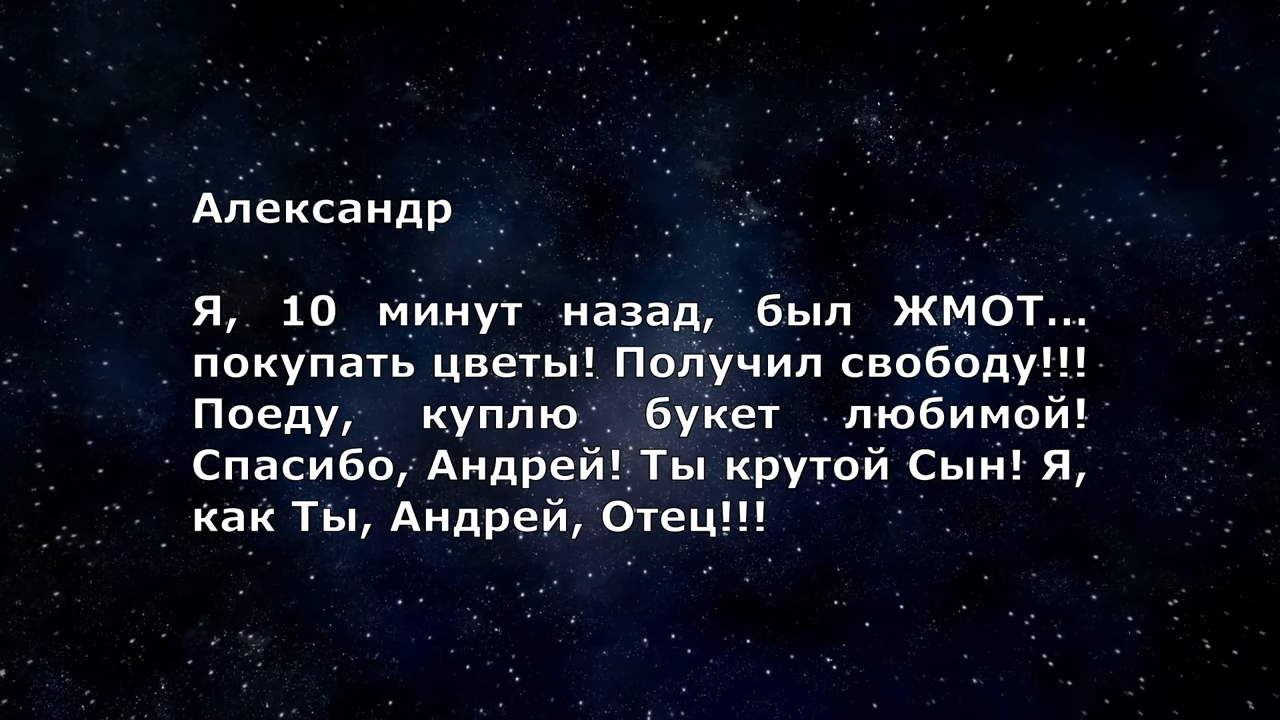 Александр
Я, 10 минут назад, был ЖМОТ...
покупать цветы! Получил свободу!!!
Поеду, куплю букет любимой!
Спасибо, Андрей! Ты крутой Сын! Я,
как Ты, Андрей, Отец!!!